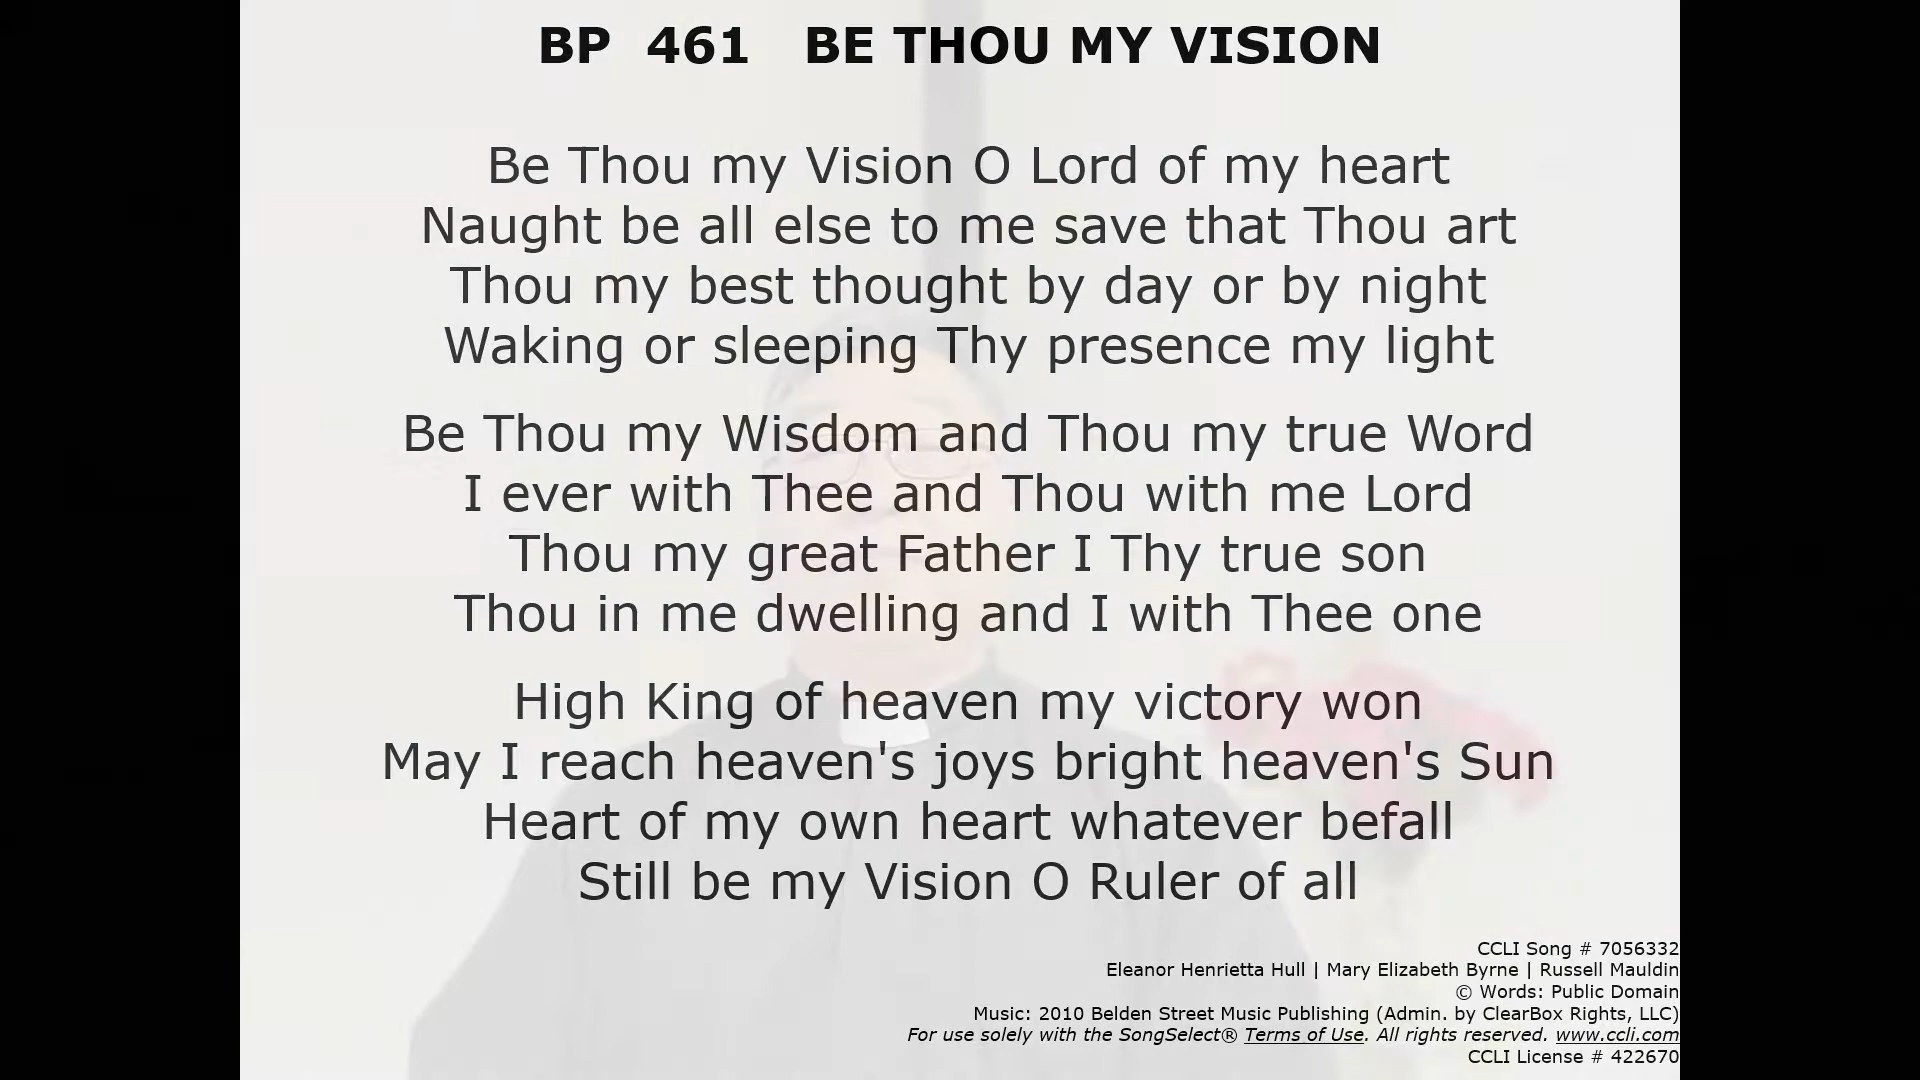 BP 461 BE THOU MY VISION
Be Thou my Vision O Lord of my heart
Naught be all else to me save that Thou art
Thou my best thought by day or by night
Waking or sleeping Thy presence my light
Be Thou my Wisdom and Thou my true Word
I ever with Thee and Thou with me Lord
Thou my great Father I Thy true son
Thou in me dwelling and I with Thee one
High King of heaven my victory won
May I reach heaven's joys bright heaven's Sun
Heart of my own heart whatever befall
Still be my Vision O Ruler of all
CCLI Song # 7056332
Eleanor Henrietta Hull | Mary Elizabeth Byrne | Russell Mauldin
© Words: Public Domain
Music: 2010 Belden Street Music Publishing (Admin. by ClearBox Rights, LLC)
For use solely with the SongSelect® Terms of Use. All rights reserved. www.ccli.com
CCLI License # 422670